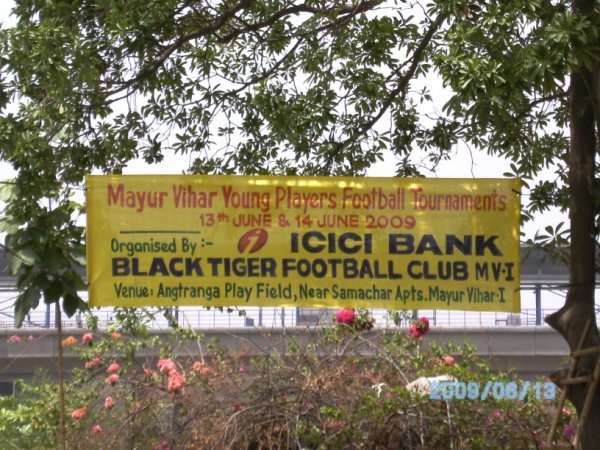 Mayur Vihar Young Players Football Tournaments
13th JUNE & 14 JUNE 2009
Organised By :- i ICICI BANK
BLACK TIGER FOOTBALL CLUB MV-I
Venue: Angtranga Play Field, Near Samachar Apts. Mayur Vihar-I
2009/06/13